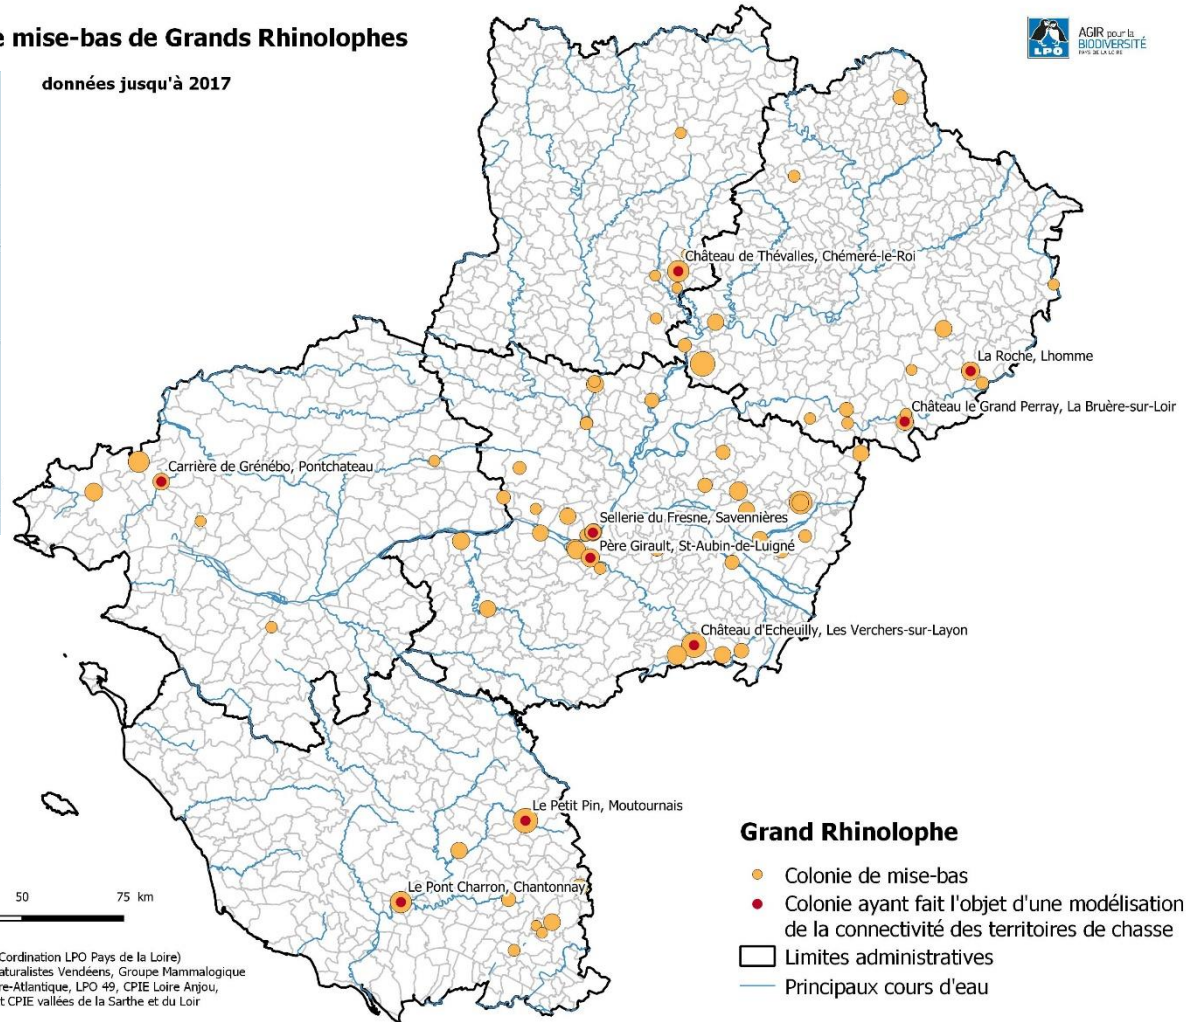 mise-bas de Grands Rhinolophes
données jusqu'à 2017
LPO
AGIR pour la
BIODIVERSITÉ
PAYS DE LA LOIRE
Château de Thévalles, Chémeré-le-Roi
La Roche, Lhomme
Château le Grand Perray, La Bruère-sur-Loir
Carrière de Grénébo, Pontchateau
Sellerie du Fresne, Savennières
Père Girault, St-Aubin-de-Luigné
Château d'Echeuilly, Les Verchers-sur-Layon
Le Petit Pin, Moutournais
Le Pont Charron, Chantonnay
50 75 km
Grand Rhinolophe
Colonie de mise-bas
Colonie ayant fait l'objet d'une modélisation
de la connectivité des territoires de chasse
Limites administratives
Principaux cours d'eau
Cordination LPO Pays de la Loire)
aturalistes Vendéens, Groupe Mammalogique
re-Atlantique, LPO 49, CPIE Loire Anjou,
t CPIE vallées de la Sarthe et du Loir